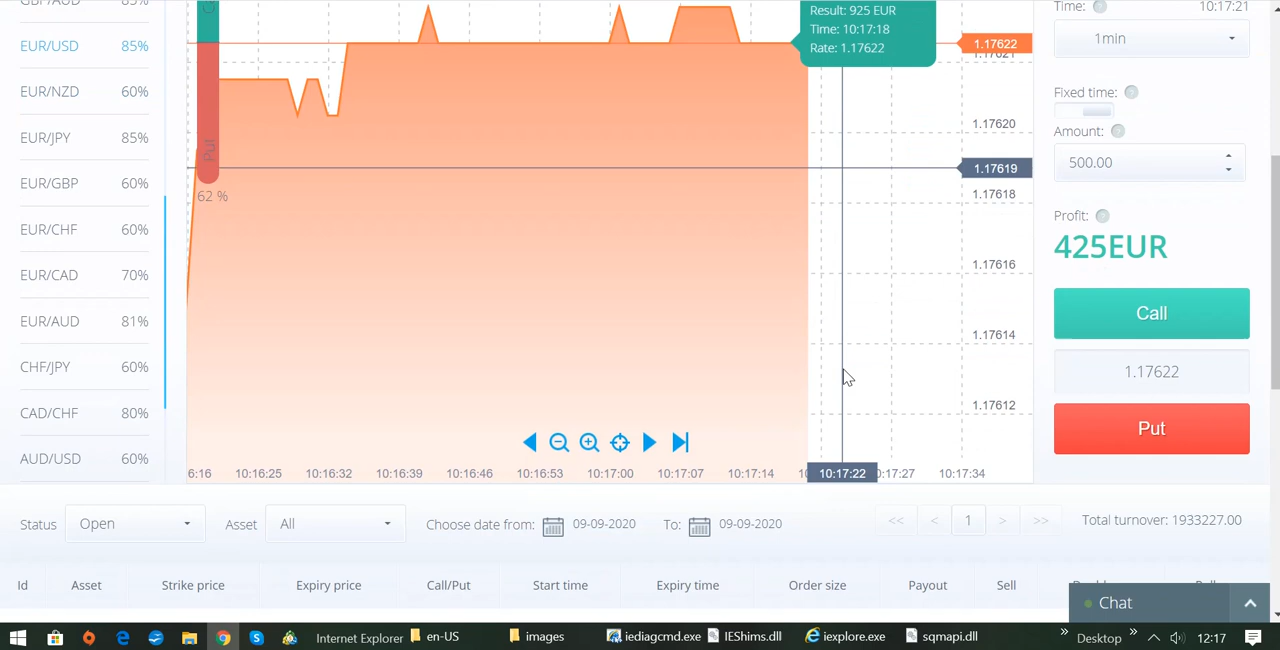 85%
EUR/USD 85%
EUR/NZD 60%
EUR/JPY 85%
EUR/GBP 60%
EUR/CHF 60%
EUR/CAD 70%
EUR/AUD 81%
CHF/JPY 60%
CAD/CHF 80%
AUD/USD 60%
Put
62 %
Result: 925 EUR
Time: 10:17:18
Rate: 1.17622
1.17622
1.17621
1.17620
1.17619
1.17618
1.17616
1.17614
1.17612
6:16 10:16:25 10:16:32 10:16:39 10:16:46 10:16:53 10:17:00 10:17:07 10:17:14 10:17:22 0:17:27 10:17:34
Time: 10:17:21
1min
Fixed time:
Amount:
500.00
Profit:
425EUR
Call
1.17622
Put
Status Open Asset All Choose date from: 09-09-2020 To: 09-09-2020 << < 1 > >> Total turnover: 1933227.00
Id Asset Strike price Expiry price Call/Put Start time Expiry time Order size Payout Sell
Chat
Internet Explorer » en-US images iediagcmd.exe IEShims.dll iexplore.exe sqmapi.dll » Desktop » 12:17